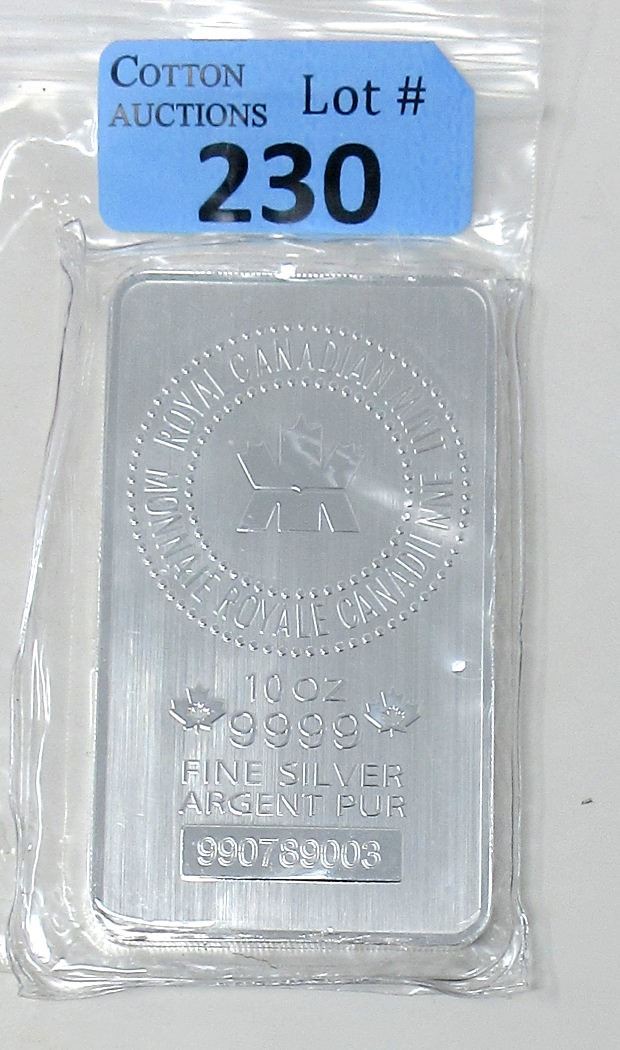 COTTON
AUCTIONS
Lot #
230
ROYAL CANADIAN MINT
MONNAIE ROYALE CANADIENNE
10 OZ
9999
FINE SILVER
ARGENT PUR
990789003